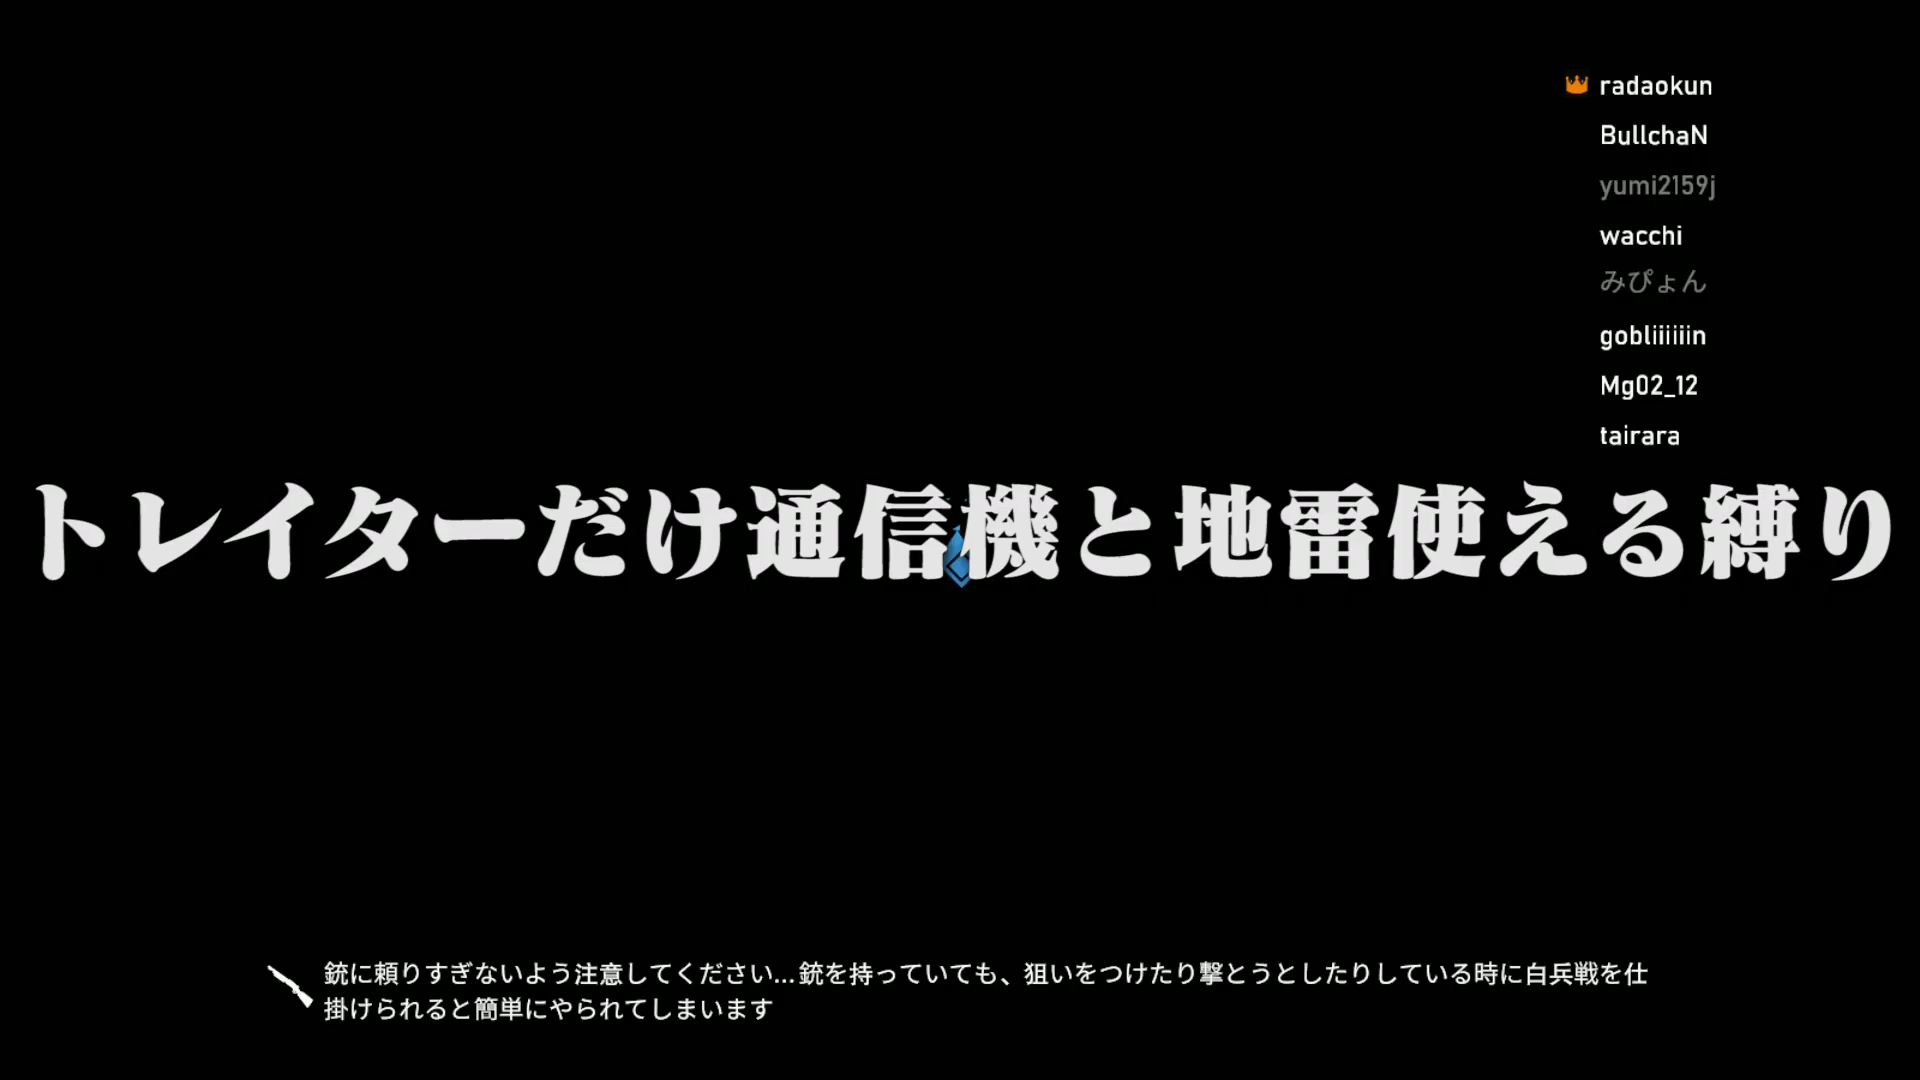 radaokun
BullchaN
yumi2159j
wacchi
みぴょん
gobliiiiiin
Mg02_12
tairara
トレイターだけ通信機と地雷使える縛り
銃に頼りすぎないよう注意してください...銃を持っていても、狙いをつけたり撃とうとしたりしている時に白兵戦を仕
掛けられると簡単にやられてしまいます